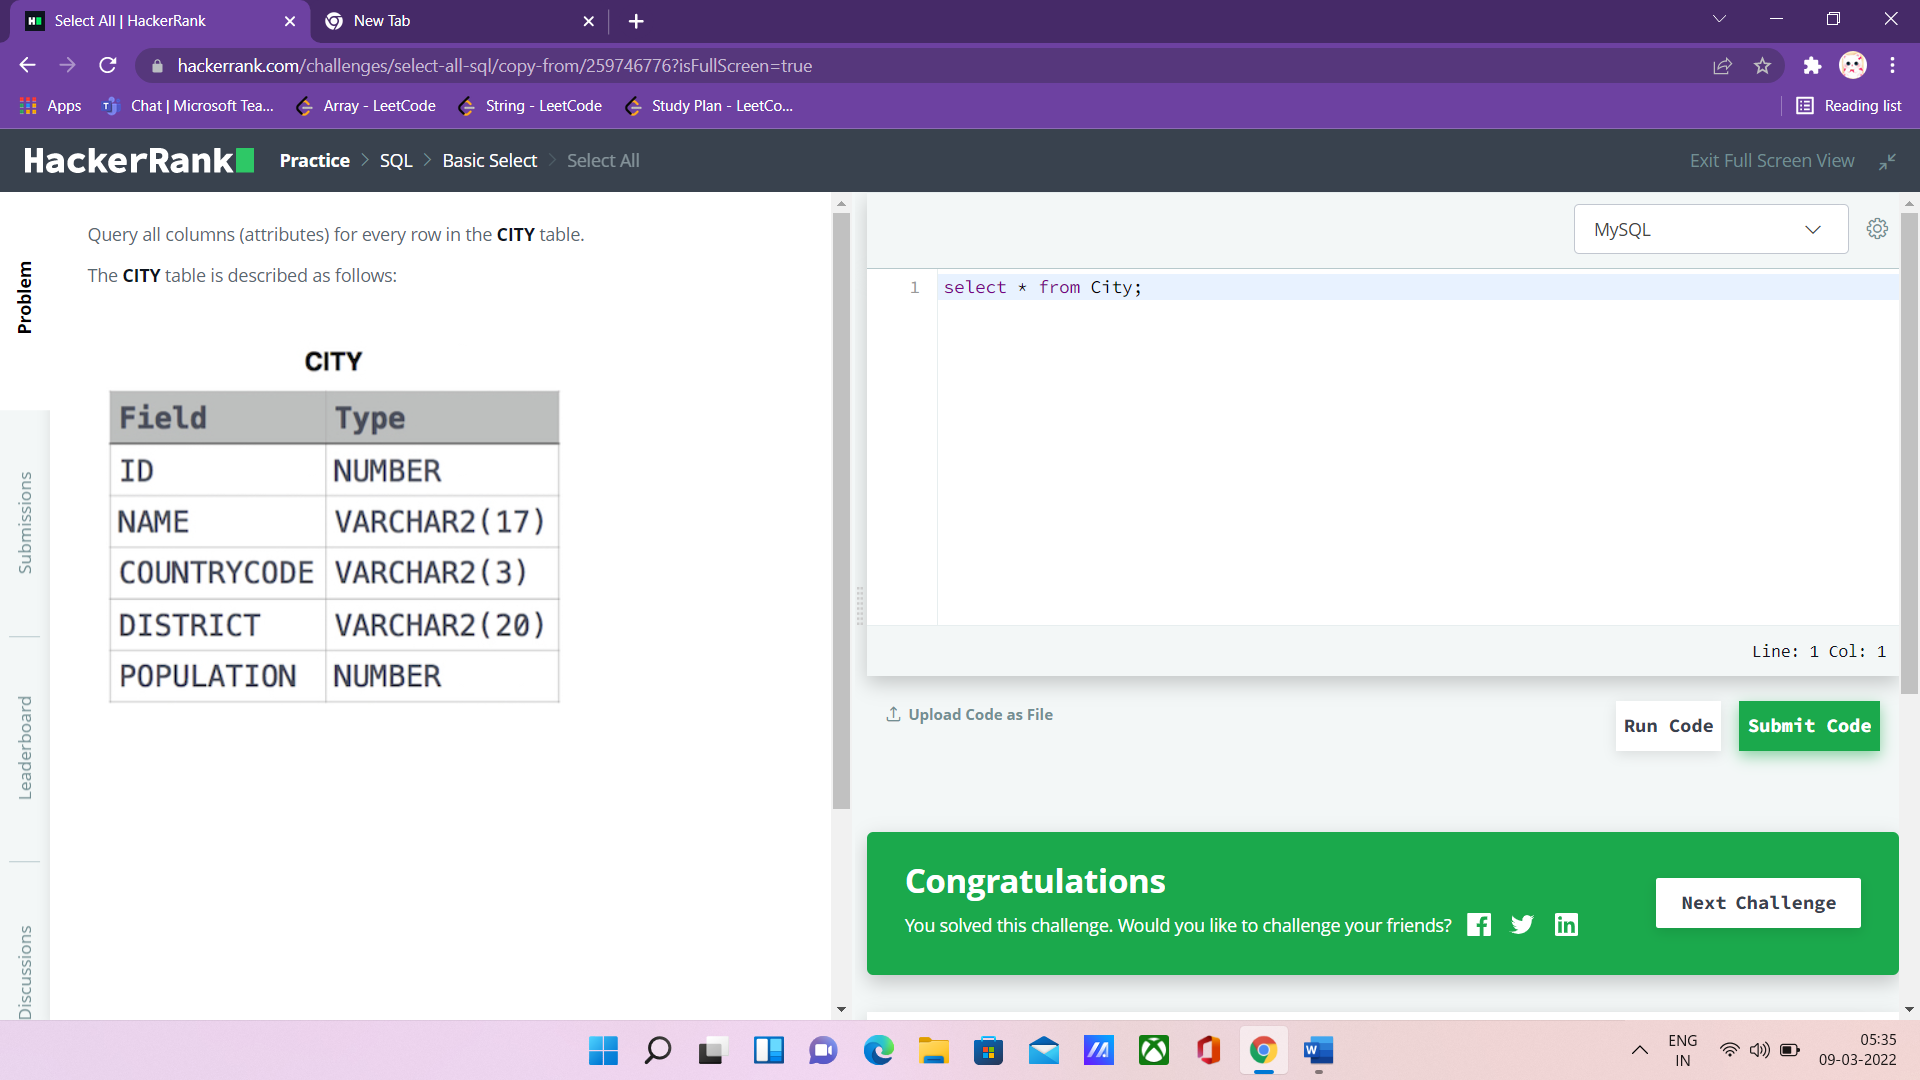 Select All | HackerRank
New Tab
hackerrank.com/challenges/select-all-sql/copy-from/259746776?isFullScreen=true
Apps
Chat | Microsoft Tea...
Array - LeetCode
String - LeetCode
Study Plan - LeetCo...
Reading list
HackerRank
Practice > SQL > Basic Select > Select All
Exit Full Screen View
Problem
Submissions
Leaderboard
Discussions
Query all columns (attributes) for every row in the CITY table.
The CITY table is described as follows:
CITY
Field Type
ID NUMBER
NAME VARCHAR2(17)
COUNTRYCODE VARCHAR2(3)
DISTRICT VARCHAR2(20)
POPULATION NUMBER
MySQL
1 select * from City;
Line: 1 Col: 1
Upload Code as File
Run Code
Submit Code
Congratulations
You solved this challenge. Would you like to challenge your friends?
Next Challenge
ENG
IN
05:35
09-03-2022